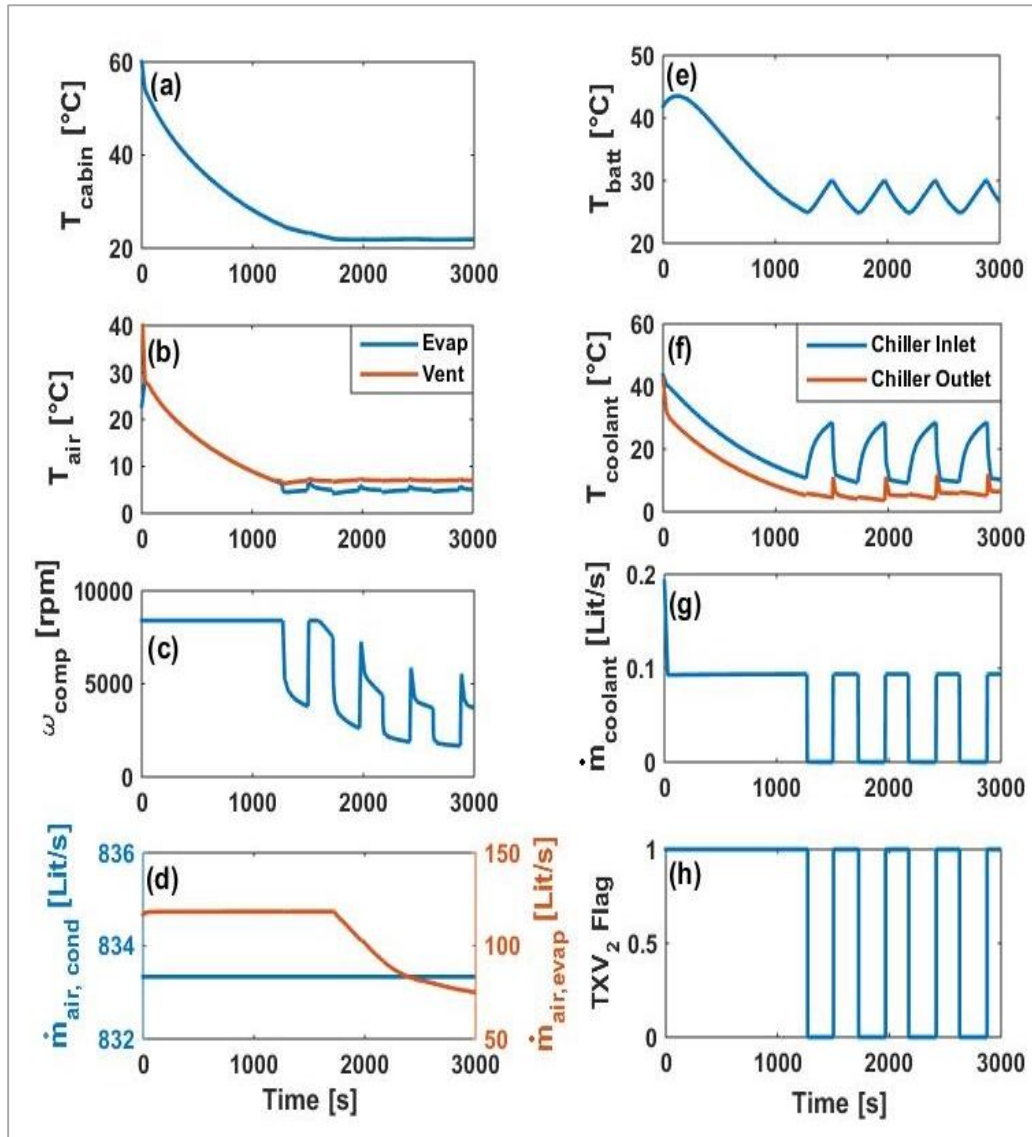 (a)
T_cabin [°C]
60
40
20
0 1000 2000 3000
(e)
T_batt [°C]
50
40
30
20
0 1000 2000 3000
(b)
T_air [°C]
40
30
20
10
0
0 1000 2000 3000
Evap
Vent
(f)
T_coolant [°C]
60
40
20
0
0 1000 2000 3000
Chiller Inlet
Chiller Outlet
(c)
ω_comp [rpm]
10000
5000
0
0 1000 2000 3000
(g)
ṁ_coolant [Lit/s]
0.2
0.1
0
0 1000 2000 3000
(d)
ṁ_air, cond [Lit/s]
836
834
832
ṁ_air,evap [Lit/s]
150
100
50
0 1000 2000 3000
Time [s]
(h)
TXV₂ Flag
1
0.5
0
0 1000 2000 3000
Time [s]